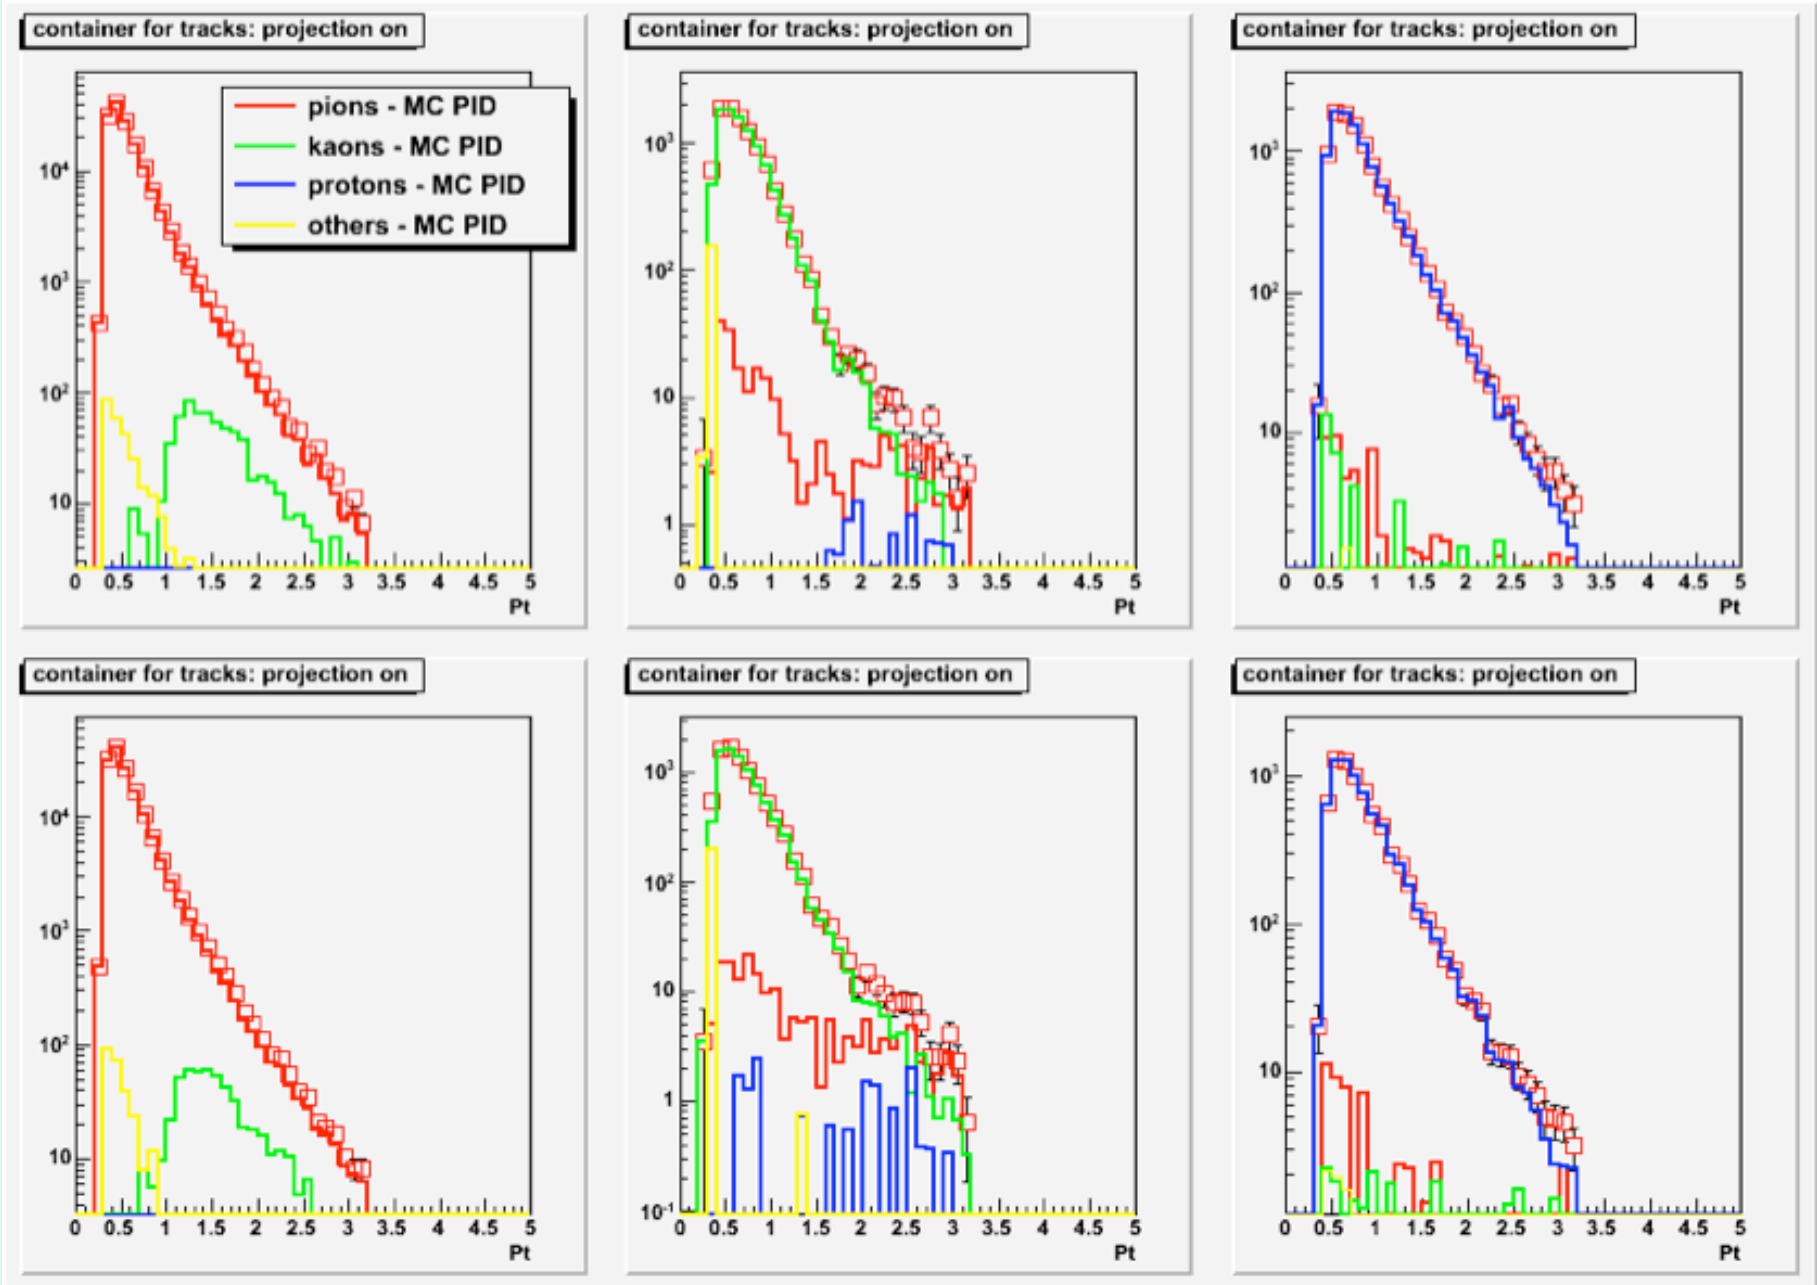 container for tracks: projection on
pions - MC PID
kaons - MC PID
protons - MC PID
others - MC PID
10⁴
10³
10²
10
0 0.5 1 1.5 2 2.5 3 3.5 4 4.5 5
Pt
container for tracks: projection on
10³
10²
10
1
0 0.5 1 1.5 2 2.5 3 3.5 4 4.5 5
Pt
container for tracks: projection on
10³
10²
10
0 0.5 1 1.5 2 2.5 3 3.5 4 4.5 5
Pt
container for tracks: projection on
10⁴
10³
10²
10
0 0.5 1 1.5 2 2.5 3 3.5 4 4.5 5
Pt
container for tracks: projection on
10³
10²
10
1
10⁻¹
0 0.5 1 1.5 2 2.5 3 3.5 4 4.5 5
Pt
container for tracks: projection on
10³
10²
10
0 0.5 1 1.5 2 2.5 3 3.5 4 4.5 5
Pt